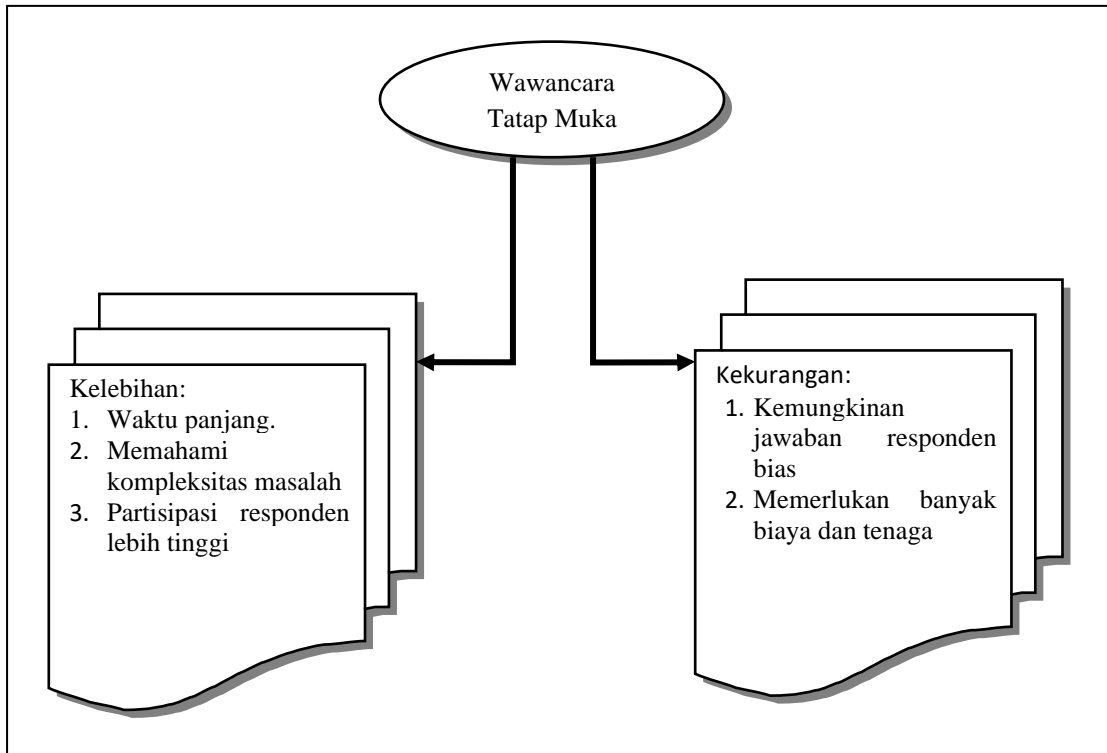 Wawancara
Tatap Muka
Kelebihan:
1. Waktu panjang.
2. Memahami
kompleksitas masalah
3. Partisipasi responden
lebih tinggi
Kekurangan:
1. Kemungkinan
jawaban responden
bias
2. Memerlukan banyak
biaya dan tenaga